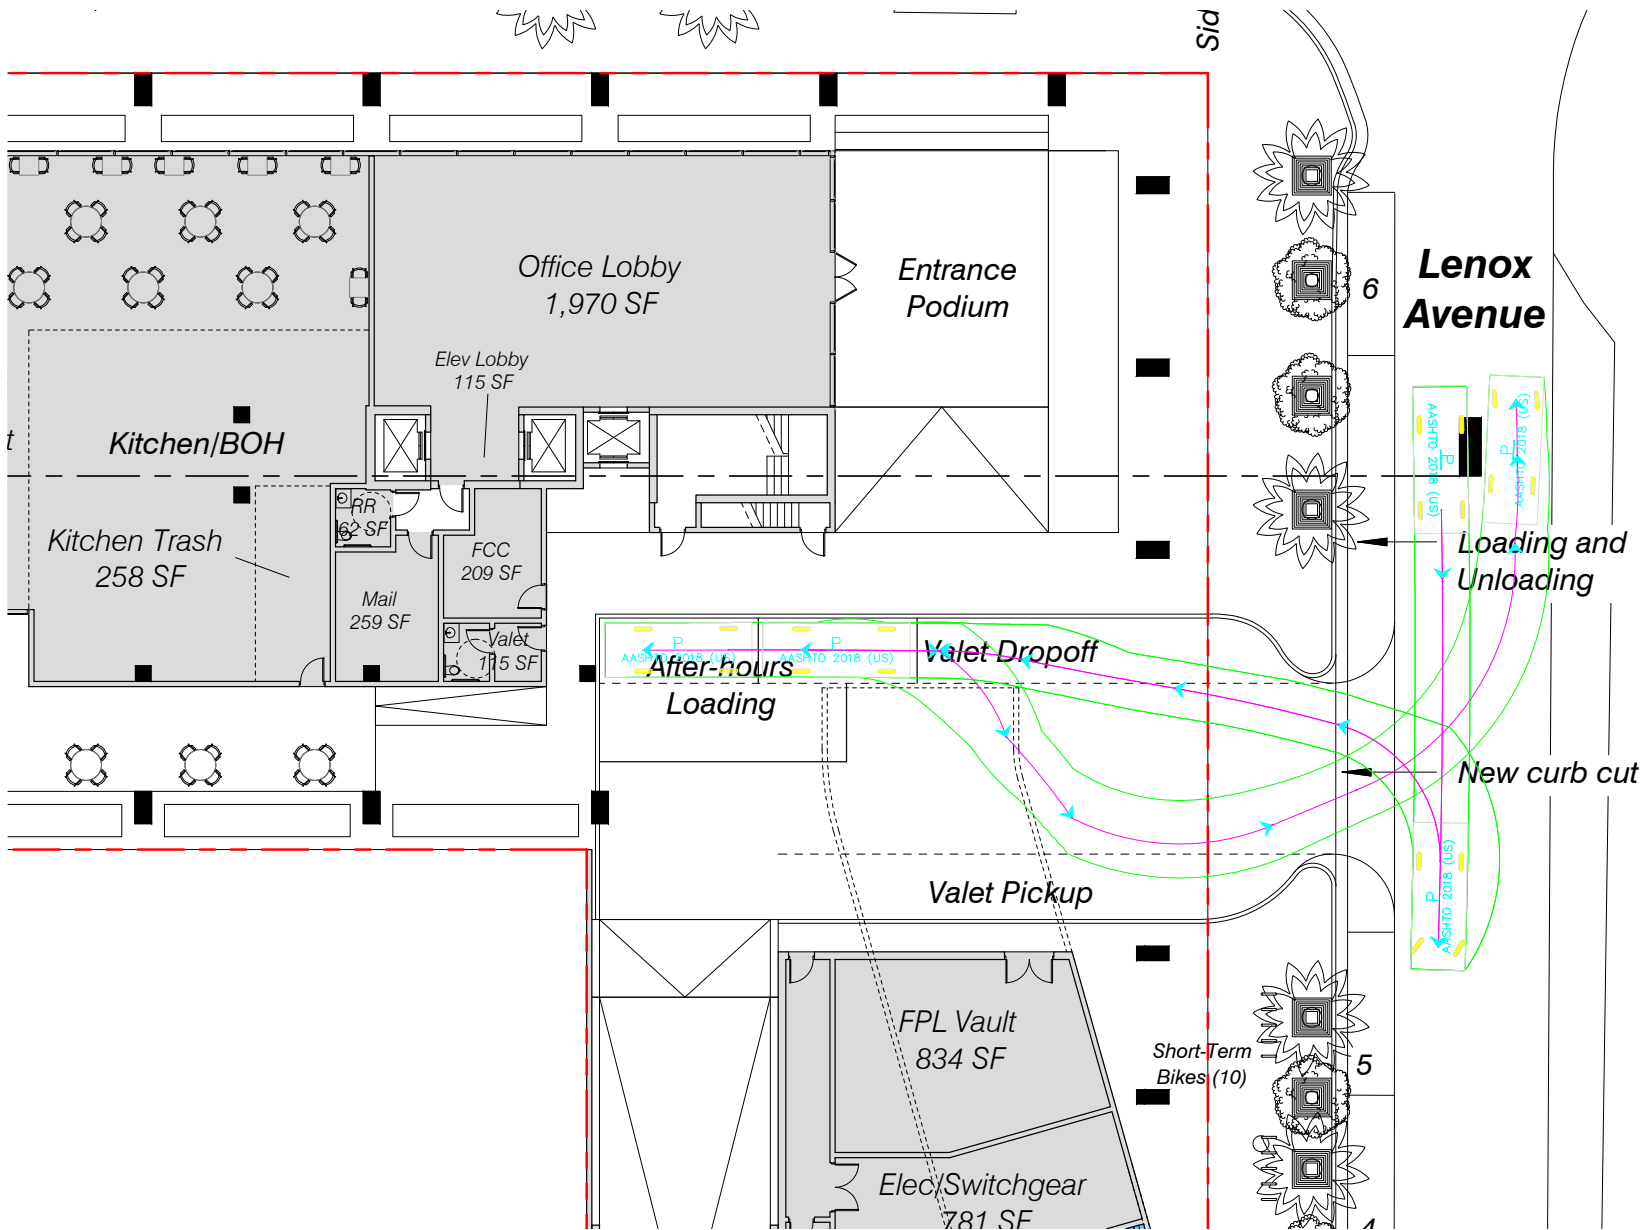 Sid
Office Lobby
1,970 SF
Entrance
Podium
6
Lenox
Avenue
Elev Lobby
115 SF
t
Kitchen/BOH
AASHTO 2018 (US)
P
AASHTO 2018 (US)
P
RR
62 SF
Kitchen Trash
258 SF
FCC
209 SF
Loading and
Unloading
Mail
259 SF
Valet
115 SF
P
AASHTO 2018 (US)
P
AASHTO 2018 (US)
After-hours
Loading
Valet Dropoff
New curb cut
Valet Pickup
P
AASHTO 2018 (US)
FPL Vault
834 SF
Short-Term
Bikes (10)
5
Elec/Switchgear
781 SF
4